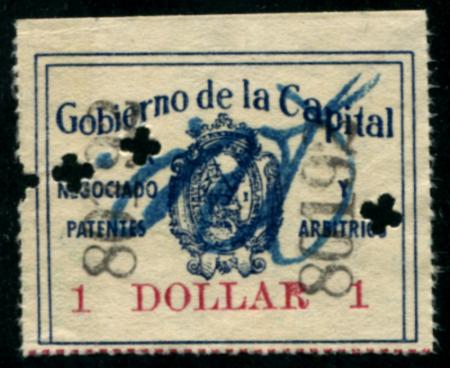 Gobierno de la Capital
NEGOCIADO Y
PATENTES ARBITRIOS
1 DOLLAR 1